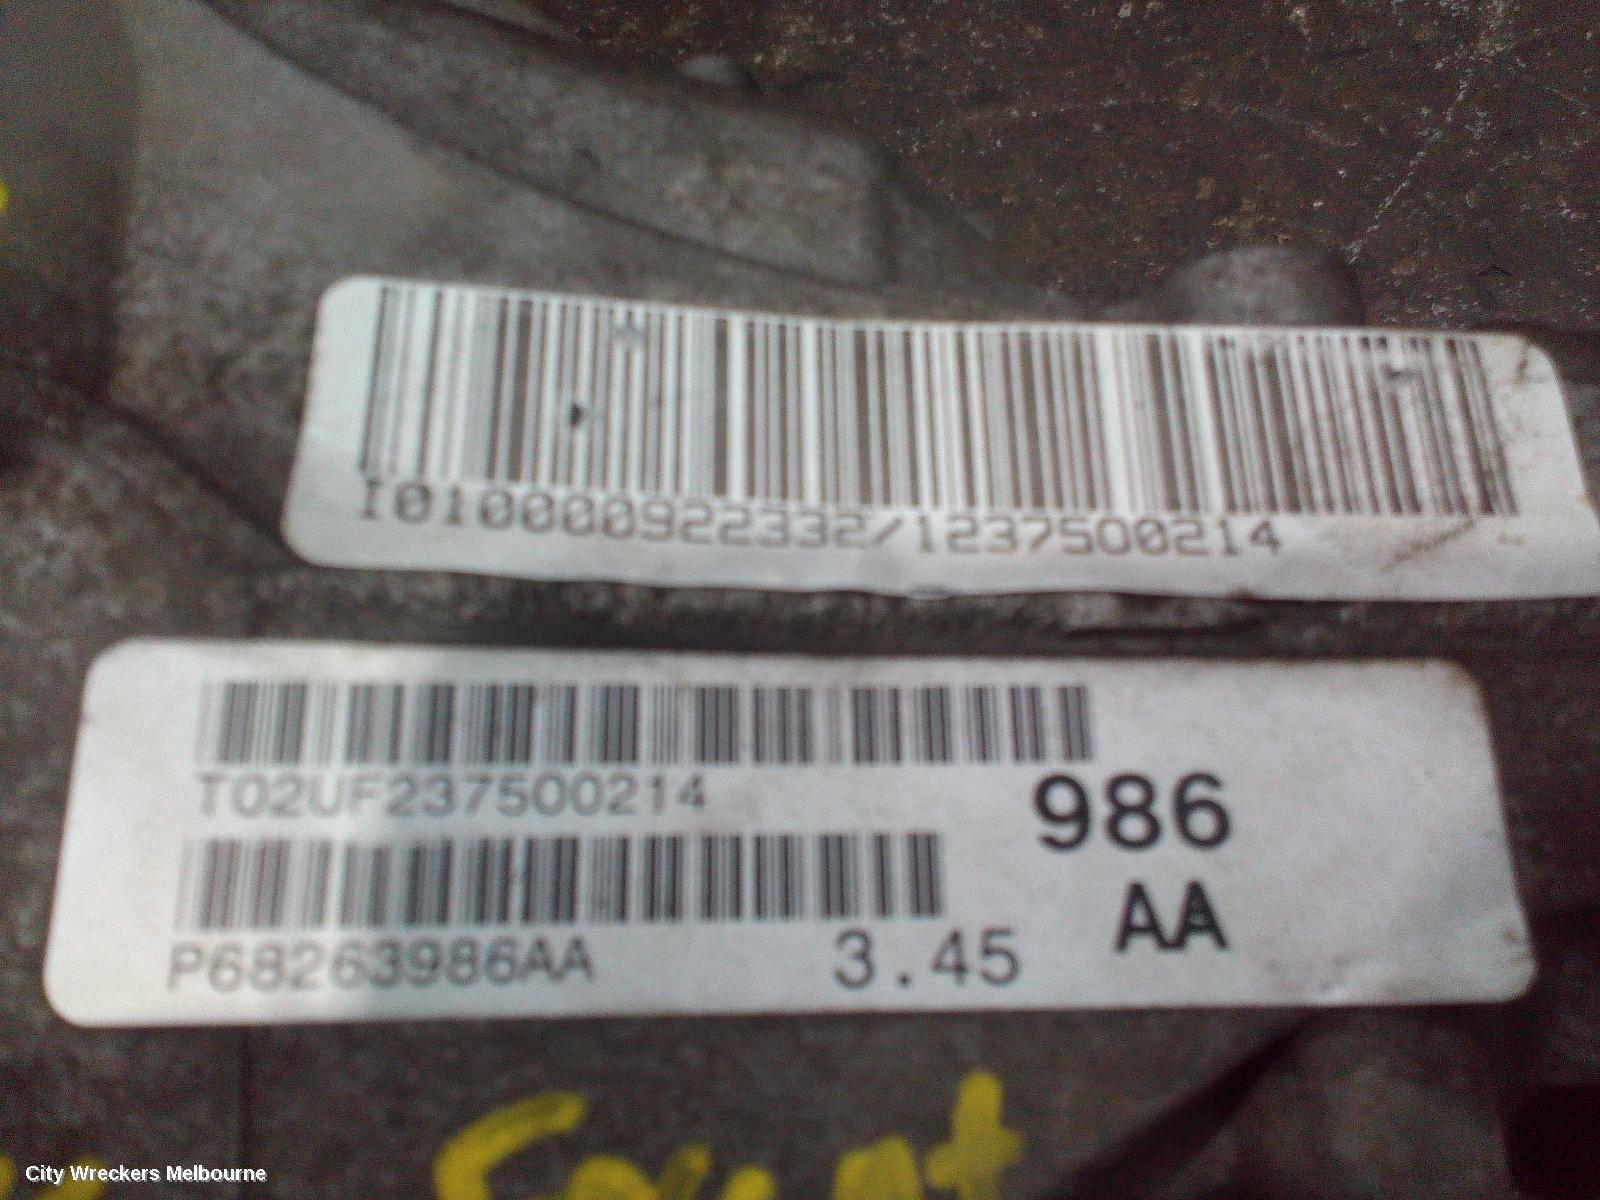 I010000922332/1237500214
T02UF237500214
986
P68263986AA
3.45
AA
City Wreckers Melbourne